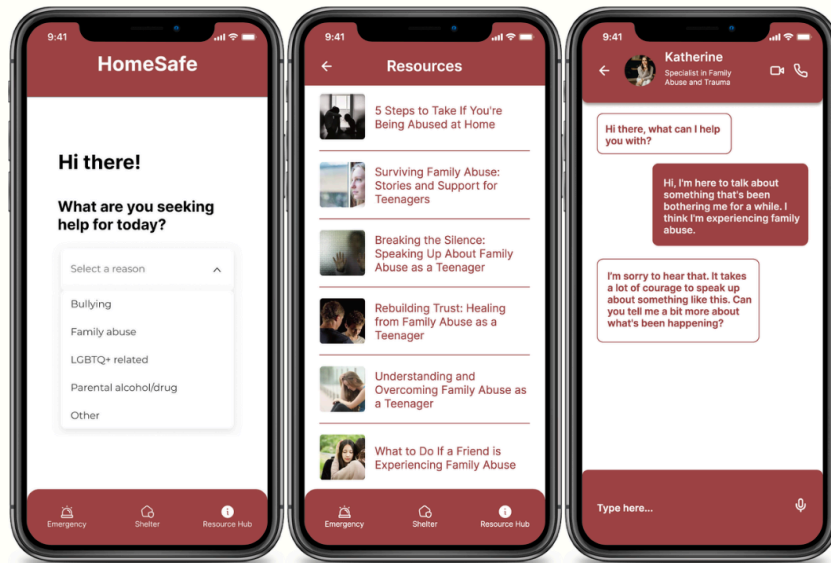 9:41
HomeSafe
Hi there!
What are you seeking
help for today?
Select a reason
Bullying
Family abuse
LGBTQ+ related
Parental alcohol/drug
Other
Emergency
Shelter
Resource Hub
9:41
Resources
5 Steps to Take If You're
Being Abused at Home
Surviving Family Abuse:
Stories and Support for
Teenagers
Breaking the Silence:
Speaking Up About Family
Abuse as a Teenager
Rebuilding Trust: Healing
from Family Abuse as a
Teenager
Understanding and
Overcoming Family Abuse as
a Teenager
What to Do If a Friend is
Experiencing Family Abuse
Emergency
Shelter
Resource Hub
9:41
Katherine
Specialist in Family
Abuse and Trauma
Hi there, what can I help
you with?
Hi, I'm here to talk about
something that's been
bothering me for a while. I
think I'm experiencing family
abuse.
I'm sorry to hear that. It takes
a lot of courage to speak up
about something like this. Can
you tell me a bit more about
what's been happening?
Type here...